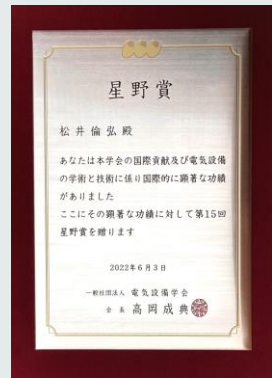 星野賞
松井倫弘殿
あなたは本学会の国際貢献及び電気設備
の学術と技術に係り国際的に顕著な功績
がありました
ここにその顕著な功績に対して第15回
星野賞を贈ります
2022年6月3日
一般社団法人 電気設備学会
会長 高岡成典